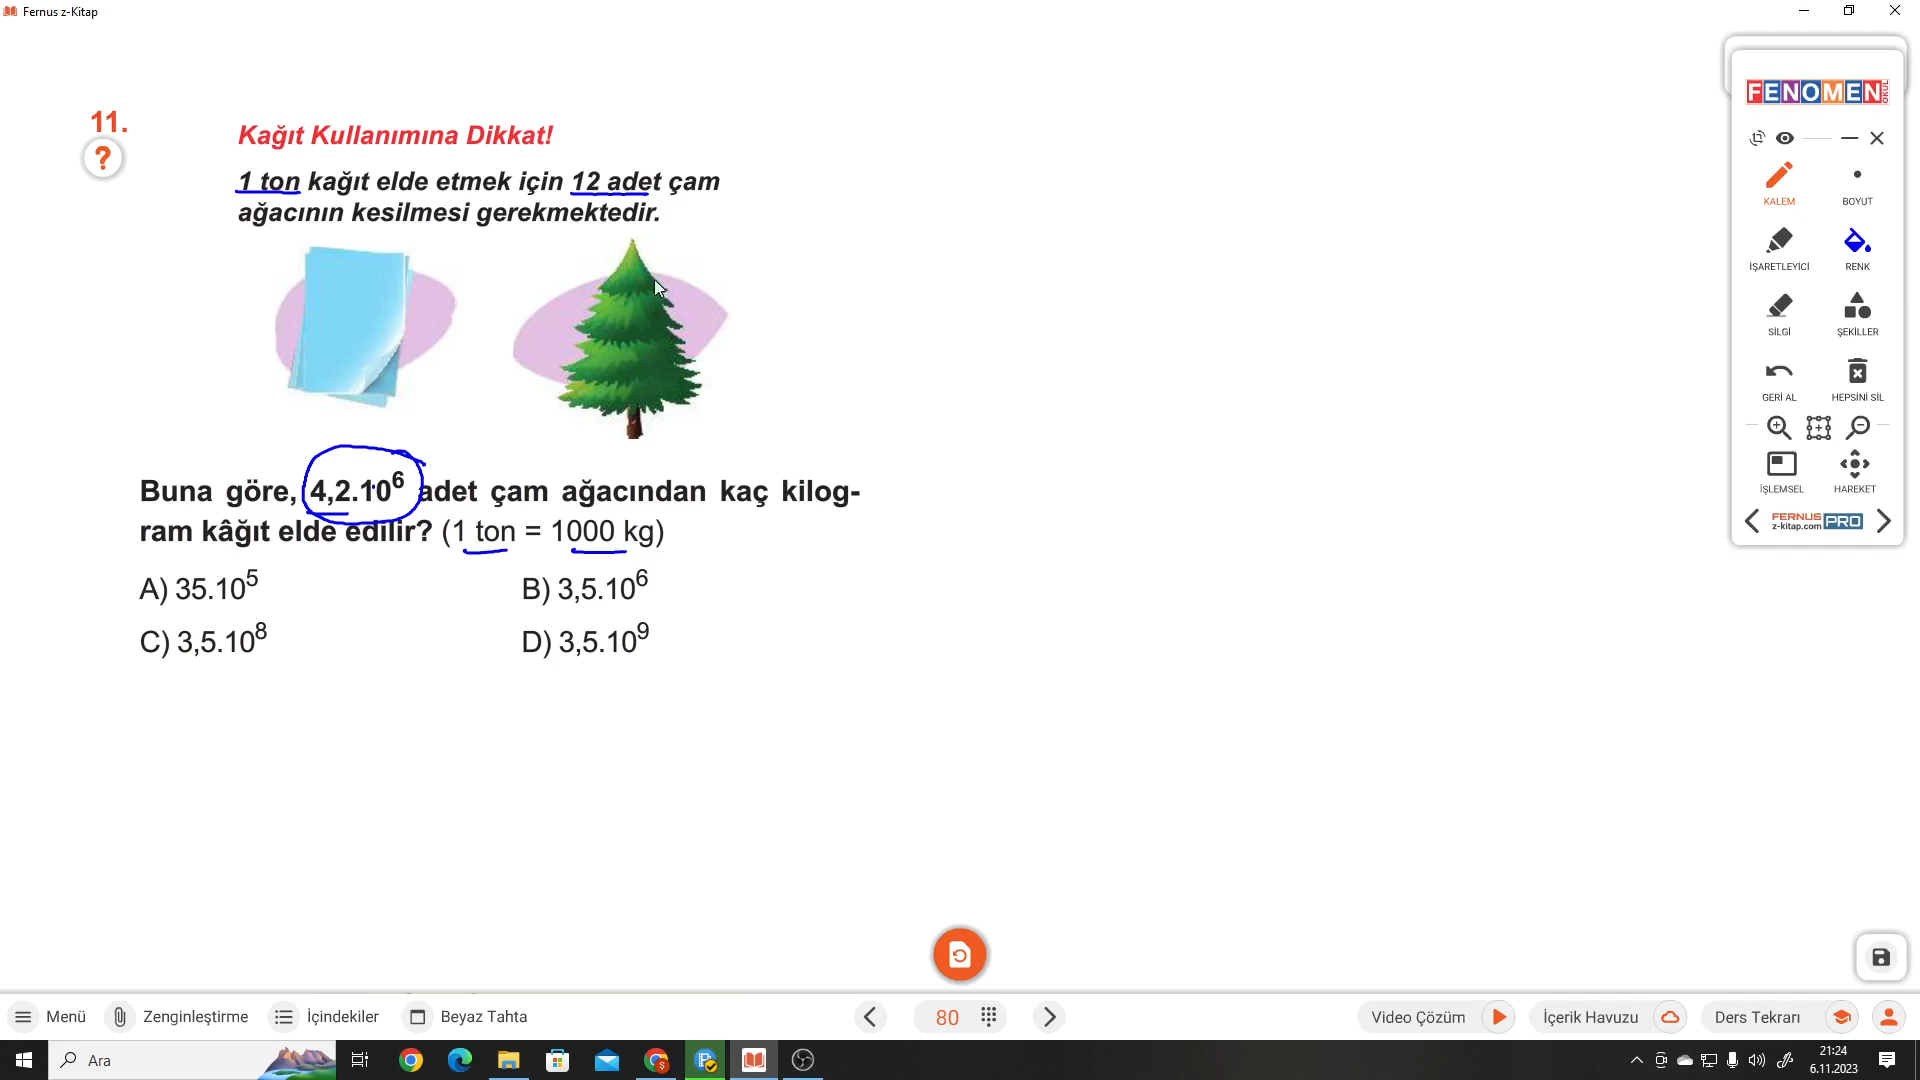 Fernus z-Kitap
11.
?
Kağıt Kullanımına Dikkat!
1 ton kağıt elde etmek için 12 adet çam
ağacının kesilmesi gerekmektedir.
Buna göre, 4,2.10⁶ adet çam ağacından kaç kilog-
ram kâğıt elde edilir? (1 ton = 1000 kg)
A) 35.10⁵
B) 3,5.10⁶
C) 3,5.10⁸
D) 3,5.10⁹
FENOMEN OKUL
KALEM
BOYUT
İŞARETLEYİCİ
RENK
SİLGİ
ŞEKİLLER
GERİ AL
HEPSİNİ SİL
İŞLEMSEL
HAREKET
FERNUS
z-kitap.com PRO
Menü
Zenginleştirme
İçindekiler
Beyaz Tahta
80
Video Çözüm
İçerik Havuzu
Ders Tekrarı
Ara
21:24
6.11.2023